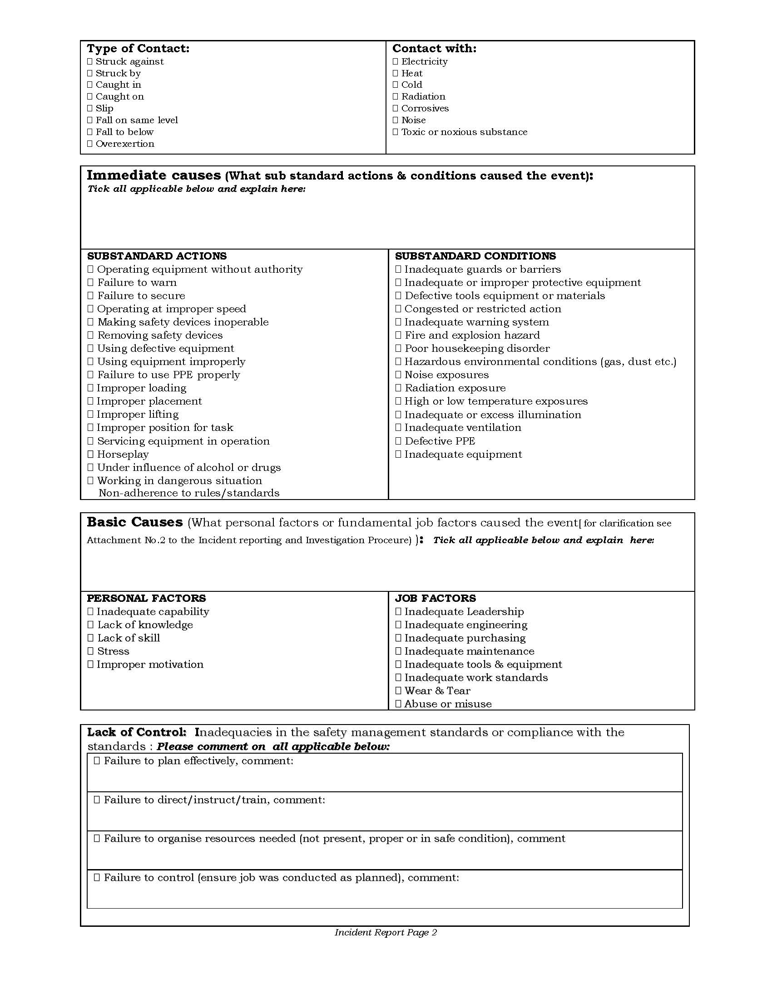 Type of Contact:
☐ Struck against
☐ Struck by
☐ Caught in
☐ Caught on
☐ Slip
☐ Fall on same level
☐ Fall to below
☐ Overexertion
Contact with:
☐ Electricity
☐ Heat
☐ Cold
☐ Radiation
☐ Corrosives
☐ Noise
☐ Toxic or noxious substance
Immediate causes (What sub standard actions & conditions caused the event):
Tick all applicable below and explain here:
SUBSTANDARD ACTIONS
☐ Operating equipment without authority
☐ Failure to warn
☐ Failure to secure
☐ Operating at improper speed
☐ Making safety devices inoperable
☐ Removing safety devices
☐ Using defective equipment
☐ Using equipment improperly
☐ Failure to use PPE properly
☐ Improper loading
☐ Improper placement
☐ Improper lifting
☐ Improper position for task
☐ Servicing equipment in operation
☐ Horseplay
☐ Under influence of alcohol or drugs
☐ Working in dangerous situation
Non-adherence to rules/standards
SUBSTANDARD CONDITIONS
☐ Inadequate guards or barriers
☐ Inadequate or improper protective equipment
☐ Defective tools equipment or materials
☐ Congested or restricted action
☐ Inadequate warning system
☐ Fire and explosion hazard
☐ Poor housekeeping disorder
☐ Hazardous environmental conditions (gas, dust etc.)
☐ Noise exposures
☐ Radiation exposure
☐ High or low temperature exposures
☐ Inadequate or excess illumination
☐ Inadequate ventilation
☐ Defective PPE
☐ Inadequate equipment
Basic Causes (What personal factors or fundamental job factors caused the event[ for clarification see
Attachment No.2 to the Incident reporting and Investigation Proceure) ): Tick all applicable below and explain here:
PERSONAL FACTORS
☐ Inadequate capability
☐ Lack of knowledge
☐ Lack of skill
☐ Stress
☐ Improper motivation
JOB FACTORS
☐ Inadequate Leadership
☐ Inadequate engineering
☐ Inadequate purchasing
☐ Inadequate maintenance
☐ Inadequate tools & equipment
☐ Inadequate work standards
☐ Wear & Tear
☐ Abuse or misuse
Lack of Control: Inadequacies in the safety management standards or compliance with the
standards : Please comment on all applicable below:
☐ Failure to plan effectively, comment:
☐ Failure to direct/instruct/train, comment:
☐ Failure to organise resources needed (not present, proper or in safe condition), comment
☐ Failure to control (ensure job was conducted as planned), comment:
Incident Report Page 2